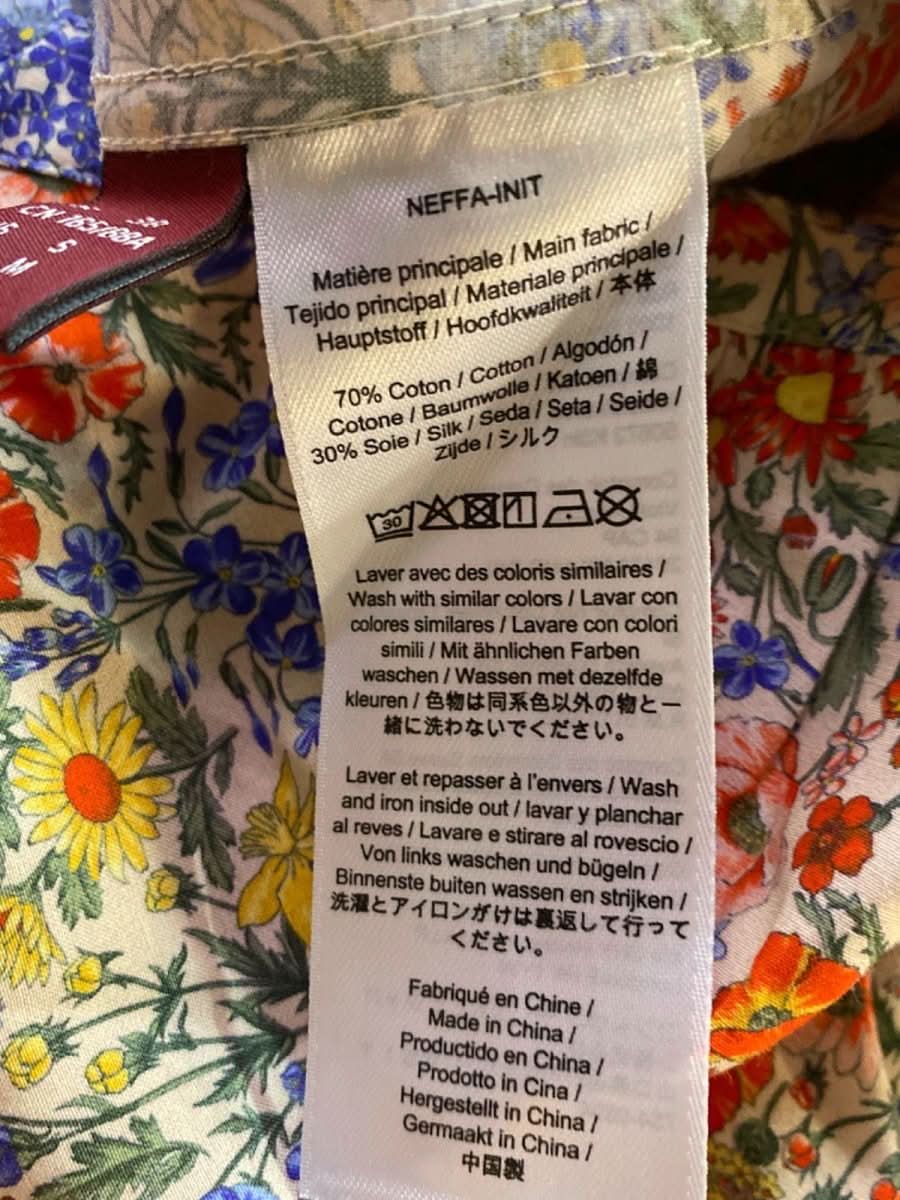 38
CN 165/88A
S
M
NEFFA-INIT
Matière principale / Main fabric /
Tejido principal / Materiale principale /
Hauptstoff / Hoofdkwaliteit / 本体
70% Coton / Cotton / Algodón /
Cotone / Baumwolle / Katoen / 綿
30% Soie / Silk / Seda / Seta / Seide /
Zijde / シルク
30
Laver avec des coloris similaires /
Wash with similar colors / Lavar con
colores similares / Lavare con colori
simili / Mit ähnlichen Farben
waschen / Wassen met dezelfde
kleuren / 色物は同系色以外の物と一
緒に洗わないでください。
Laver et repasser à l'envers / Wash
and iron inside out / lavar y planchar
al reves / Lavare e stirare al rovescio /
Von links waschen und bügeln /
Binnenste buiten wassen en strijken /
洗濯とアイロンがけは裏返して行って
ください。
Fabriqué en Chine /
Made in China /
Productido en China /
Prodotto in Cina /
Hergestellt in China /
Germaakt in China /
中国製